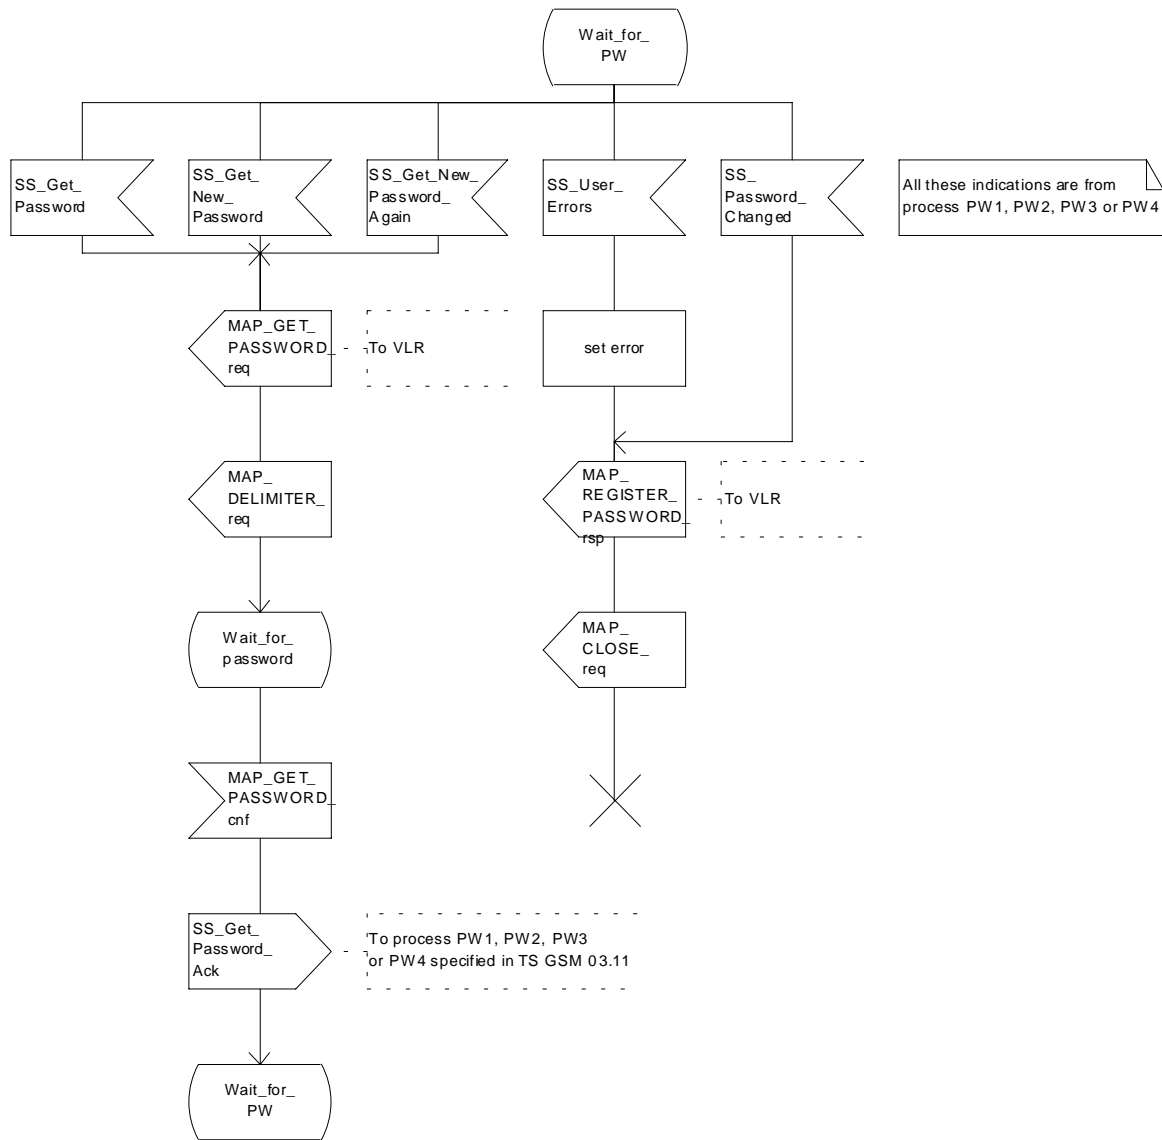 Wait_for_
PW
SS_Get_
Password
SS_Get_
New_
Password
SS_Get_New_
Password_
Again
SS_User_
Errors
SS_
Password_
Changed
All these indications are from
process PW1, PW2, PW3 or PW4
MAP_GET_
PASSWORD_
req
To VLR
set error
MAP_
DELIMITER_
req
MAP_
REGISTER_
PASSWORD_
rsp
To VLR
Wait_for_
password
MAP_
CLOSE_
req
MAP_GET_
PASSWORD_
cnf
SS_Get_
Password_
Ack
To process PW1, PW2, PW3
or PW4 specified in TS GSM 03.11
Wait_for_
PW